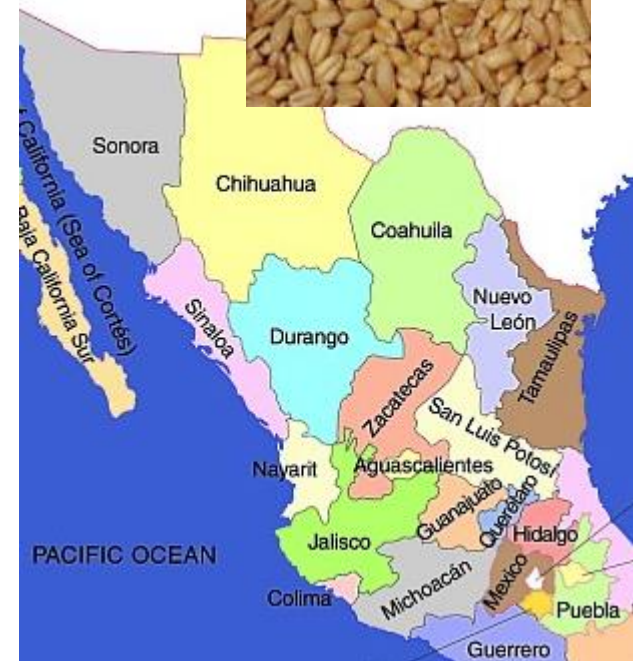 Sonora
Chihuahua
Coahuila
f California (Sea of Cortés)
Baja California Sur
Sinaloa
Durango
Nuevo
León
Tamaulipas
Zacatecas
San Luis Potosí
Nayarit
Aguascalientes
Guanajuato
Querétaro
Hidalgo
Jalisco
PACIFIC OCEAN
Mexico
Michoacán
Colima
Puebla
Guerrero